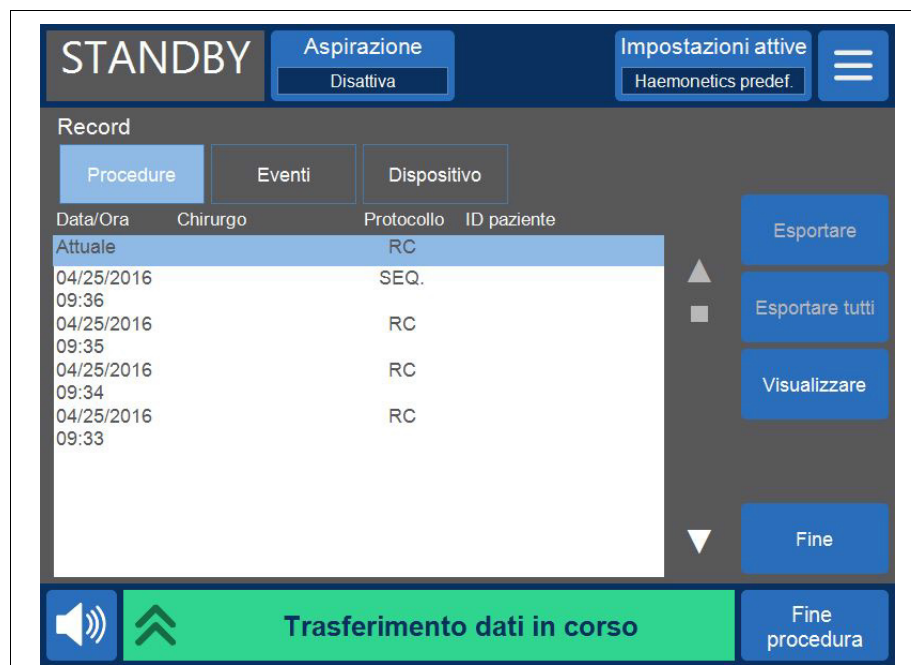 STANDBY
Aspirazione
Disattiva
Impostazioni attive
Haemonetics predef.
Record
Procedure Eventi Dispositivo
Data/Ora Chirurgo Protocollo ID paziente
Attuale RC
04/25/2016 SEQ.
09:36
04/25/2016 RC
09:35
04/25/2016 RC
09:34
04/25/2016 RC
09:33
Esportare
Esportare tutti
Visualizzare
Fine
Trasferimento dati in corso
Fine
procedura